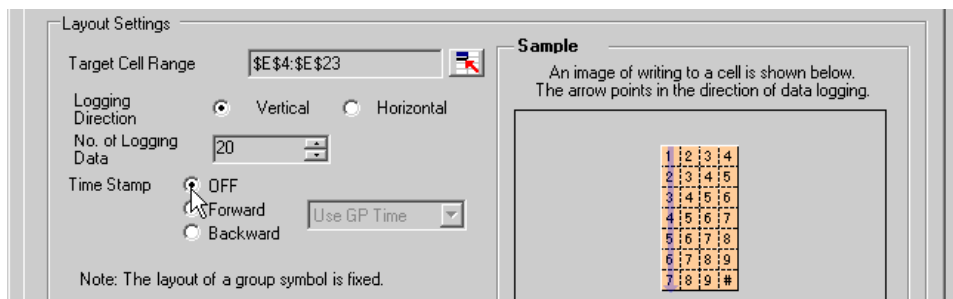 Layout Settings
Target Cell Range $E$4:$E$23
Logging Direction Vertical Horizontal
No. of Logging Data 20
Time Stamp OFF
Forward Use GP Time
Backward
Note: The layout of a group symbol is fixed.
Sample
An image of writing to a cell is shown below.
The arrow points in the direction of data logging.
1 2 3 4
2 3 4 5
3 4 5 6
4 5 6 7
5 6 7 8
6 7 8 9
7 8 9 #